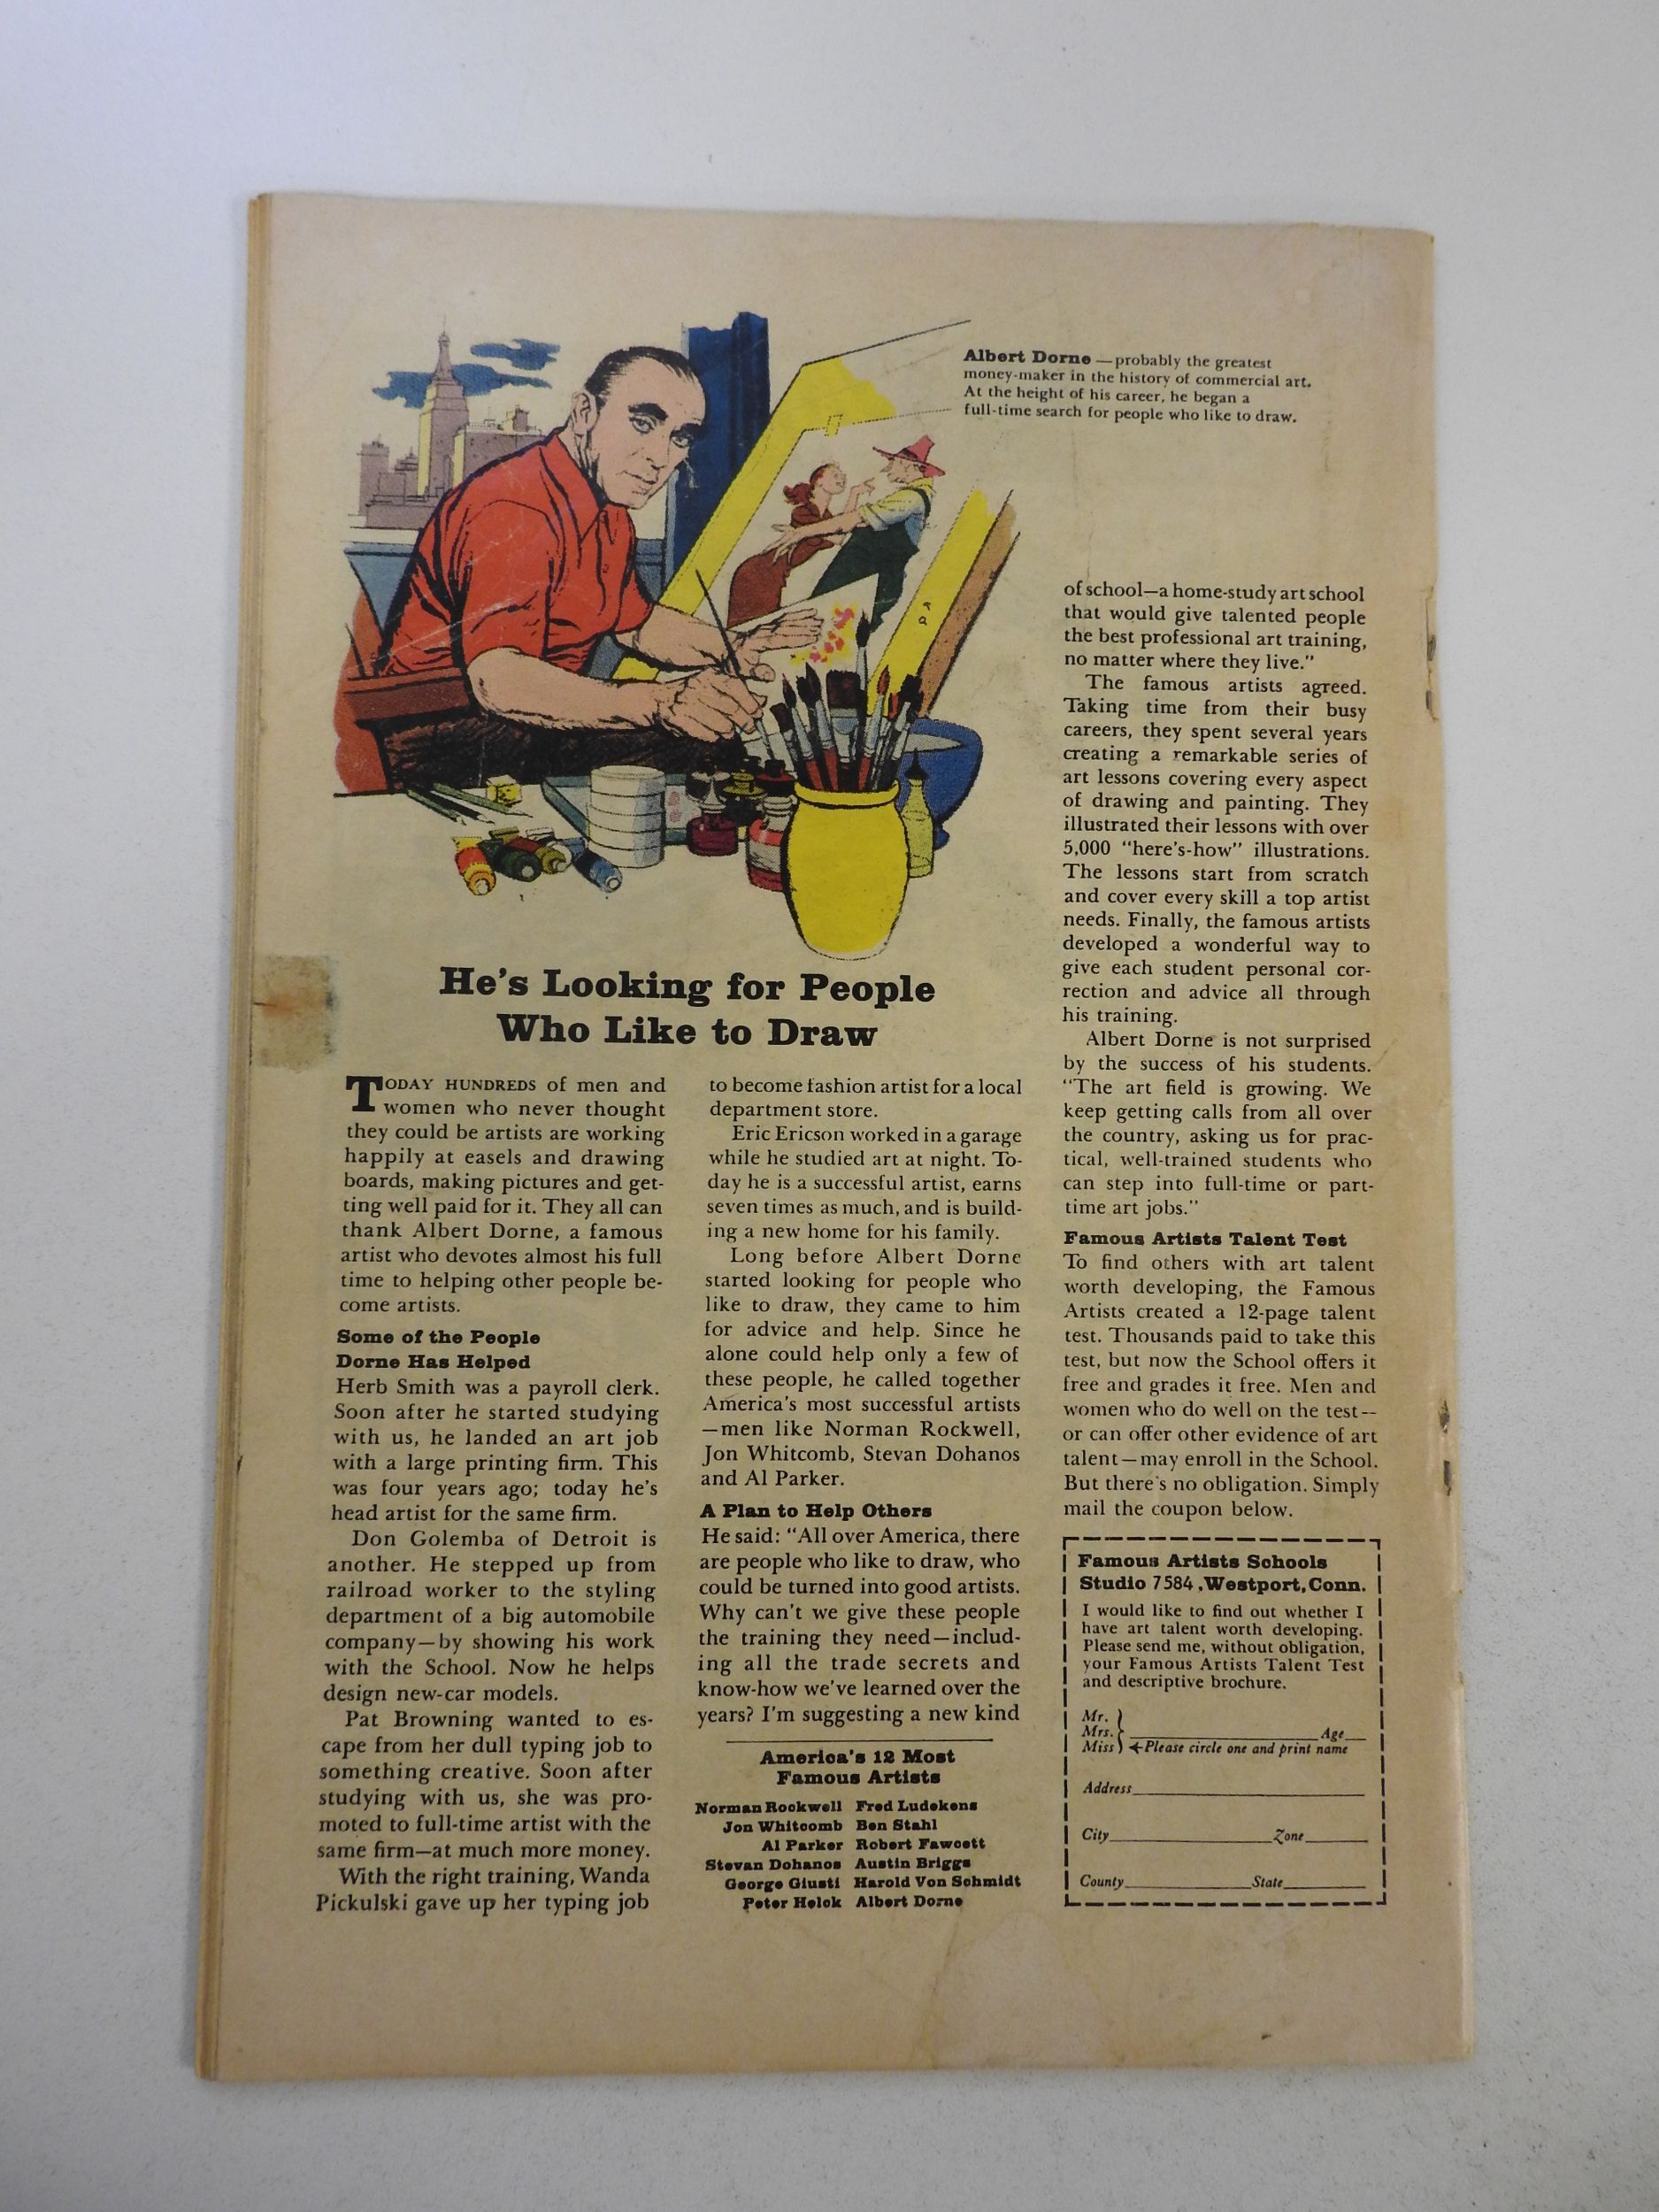 Albert Dorne —probably the greatest
money-maker in the history of commercial art.
At the height of his career, he began a
full-time search for people who like to draw.
He's Looking for People
Who Like to Draw
TODAY HUNDREDS of men and
women who never thought
they could be artists are working
happily at easels and drawing
boards, making pictures and get-
ting well paid for it. They all can
thank Albert Dorne, a famous
artist who devotes almost his full
time to helping other people be-
come artists.
Some of the People
Dorne Has Helped
Herb Smith was a payroll clerk.
Soon after he started studying
with us, he landed an art job
with a large printing firm. This
was four years ago; today he's
head artist for the same firm.
Don Golemba of Detroit is
another. He stepped up from
railroad worker to the styling
department of a big automobile
company—by showing his work
with the School. Now he helps
design new-car models.
Pat Browning wanted to es-
cape from her dull typing job to
something creative. Soon after
studying with us, she was pro-
moted to full-time artist with the
same firm—at much more money.
With the right training, Wanda
Pickulski gave up her typing job
to become fashion artist for a local
department store.
Eric Ericson worked in a garage
while he studied art at night. To-
day he is a successful artist, earns
seven times as much, and is build-
ing a new home for his family.
Long before Albert Dorne
started looking for people who
like to draw, they came to him
for advice and help. Since he
alone could help only a few of
these people, he called together
America's most successful artists
—men like Norman Rockwell,
Jon Whitcomb, Stevan Dohanos
and Al Parker.
A Plan to Help Others
He said: "All over America, there
are people who like to draw, who
could be turned into good artists.
Why can't we give these people
the training they need—includ-
ing all the trade secrets and
know-how we've learned over the
years? I'm suggesting a new kind
America's 12 Most
Famous Artists
Norman Rockwell Fred Ludekens
Jon Whitcomb Ben Stahl
Al Parker Robert Fawcett
Stevan Dohanos Austin Briggs
George Giusti Harold Von Schmidt
Peter Helck Albert Dorne
of school—a home-study art school
that would give talented people
the best professional art training,
no matter where they live."
The famous artists agreed.
Taking time from their busy
careers, they spent several years
creating a remarkable series of
art lessons covering every aspect
of drawing and painting. They
illustrated their lessons with over
5,000 "here's-how" illustrations.
The lessons start from scratch
and cover every skill a top artist
needs. Finally, the famous artists
developed a wonderful way to
give each student personal cor-
rection and advice all through
his training.
Albert Dorne is not surprised
by the success of his students.
"The art field is growing. We
keep getting calls from all over
the country, asking us for prac-
tical, well-trained students who
can step into full-time or part-
time art jobs."
Famous Artists Talent Test
To find others with art talent
worth developing, the Famous
Artists created a 12-page talent
test. Thousands paid to take this
test, but now the School offers it
free and grades it free. Men and
women who do well on the test--
or can offer other evidence of art
talent—may enroll in the School.
But there's no obligation. Simply
mail the coupon below.
Famous Artists Schools
Studio 7584, Westport, Conn.
I would like to find out whether I
have art talent worth developing.
Please send me, without obligation,
your Famous Artists Talent Test
and descriptive brochure.
Mr.
Mrs. Age
Miss ←Please circle one and print name
Address
City Zone
County State